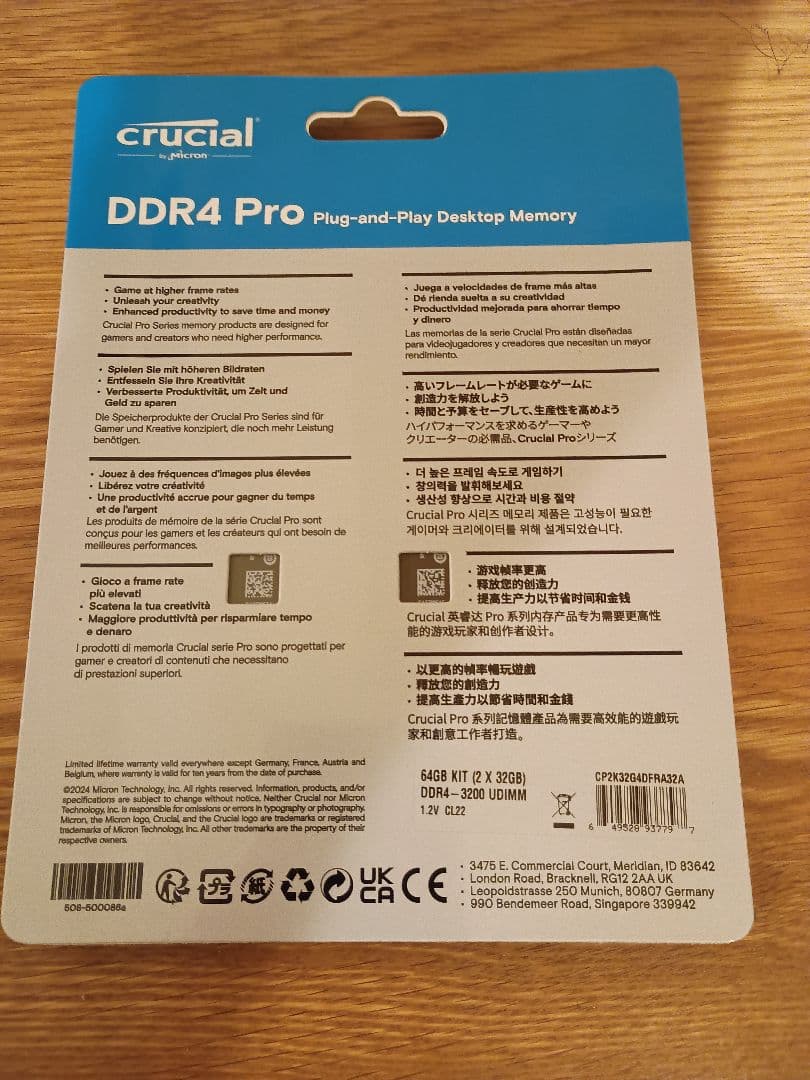 crucial
by Micron
DDR4 Pro Plug-and-Play Desktop Memory
• Game at higher frame rates
• Unleash your creativity
• Enhanced productivity to save time and money
Crucial Pro Series memory products are designed for
gamers and creators who need higher performance.
• Spielen Sie mit höheren Bildraten
• Entfesseln Sie Ihre Kreativität
• Verbesserte Produktivität, um Zeit und
Geld zu sparen
Die Speicherprodukte der Crucial Pro Series sind für
Gamer und Kreative konzipiert, die noch mehr Leistung
benötigen.
• Jouez à des fréquences d'images plus élevées
• Libérez votre créativité
• Une productivité accrue pour gagner du temps
et de l'argent
Les produits de mémoire de la série Crucial Pro sont
conçus pour les gamers et les créateurs qui ont besoin de
meilleures performances.
• Gioco a frame rate
più elevati
• Scatena la tua creatività
• Maggiore produttività per risparmiare tempo
e denaro
I prodotti di memoria Crucial serie Pro sono progettati per
gamer e creatori di contenuti che necessitano
di prestazioni superiori.
• Juega a velocidades de frame más altas
• Dé rienda suelta a su creatividad
• Productividad mejorada para ahorrar tiempo
y dinero
Las memorias de la serie Crucial Pro están diseñadas
para videojugadores y creadores que necesitan un mayor
rendimiento.
• 高いフレームレートが必要なゲームに
• 創造力を解放しよう
• 時間と予算をセーブして、生産性を高めよう
ハイパフォーマンスを求めるゲーマーや
クリエーターの必需品、Crucial Proシリーズ
• 더 높은 프레임 속도로 게임하기
• 창의력을 발휘해보세요
• 생산성 향상으로 시간과 비용 절약
Crucial Pro 시리즈 메모리 제품은 고성능이 필요한
게이머와 크리에이터를 위해 설계되었습니다.
• 游戏帧率更高
• 释放您的创造力
• 提高生产力以节省时间和金钱
Crucial 英睿达 Pro 系列内存产品专为需要更高性
能的游戏玩家和创作者设计。
• 以更高的幀率暢玩遊戲
• 釋放您的創造力
• 提高生產力以節省時間和金錢
Crucial Pro 系列記憶體產品為需要高效能的遊戲玩
家和創意工作者打造。
Limited lifetime warranty valid everywhere except Germany, France, Austria and
Belgium, where warranty is valid for ten years from the date of purchase.
©2024 Micron Technology, Inc. All rights reserved. Information, products, and/or
specifications are subject to change without notice. Neither Crucial nor Micron
Technology, Inc. is responsible for omissions or errors in typography or photography.
Micron, the Micron logo, Crucial, and the Crucial logo are trademarks or registered
trademarks of Micron Technology, Inc. All other trademarks are the property of their
respective owners.
64GB KIT (2 X 32GB)
DDR4-3200 UDIMM
1.2V CL22
CP2K32G4DFRA32A
6 49528 93779 7
508-500086a
プラ
紙
UK
CA
CE
• 3475 E. Commercial Court, Meridian, ID 83642
• London Road, Bracknell, RG12 2AA UK
• Leopoldstrasse 250 Munich, 80807 Germany
• 990 Bendemeer Road, Singapore 339942